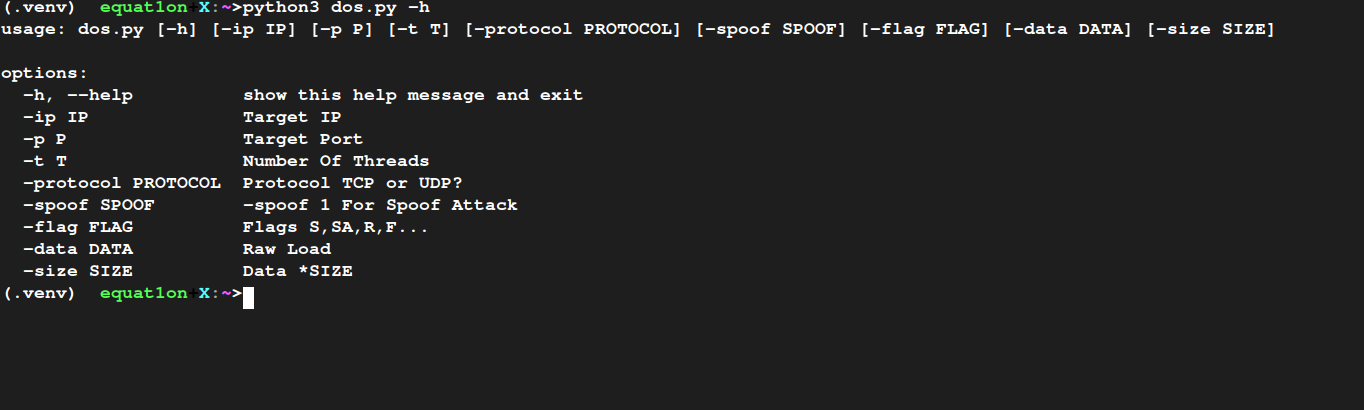 (.venv) equat1on+X:~>python3 dos.py -h
usage: dos.py [-h] [-ip IP] [-p P] [-t T] [-protocol PROTOCOL] [-spoof SPOOF] [-flag FLAG] [-data DATA] [-size SIZE]
options:
-h, --help show this help message and exit
-ip IP Target IP
-p P Target Port
-t T Number Of Threads
-protocol PROTOCOL Protocol TCP or UDP?
-spoof SPOOF -spoof 1 For Spoof Attack
-flag FLAG Flags S,SA,R,F...
-data DATA Raw Load
-size SIZE Data *SIZE
(.venv) equat1on+X:~>